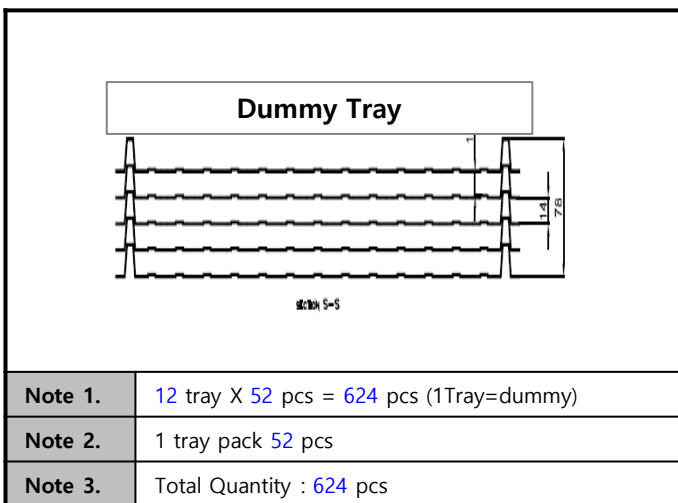 Dummy Tray
1
14
78
SECTION S-S
Note 1. 12 tray X 52 pcs = 624 pcs (1Tray=dummy)
Note 2. 1 tray pack 52 pcs
Note 3. Total Quantity : 624 pcs